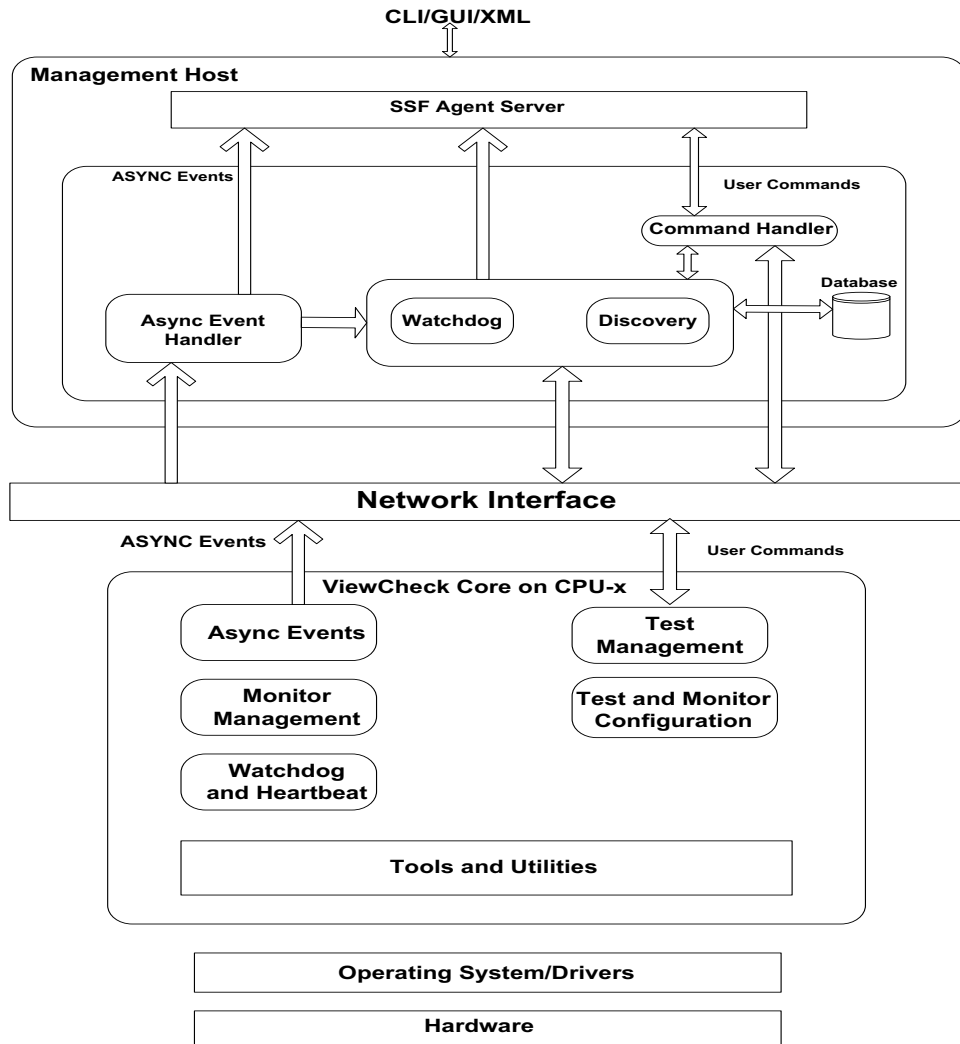 CLI/GUI/XML
Management Host
SSF Agent Server
ASYNC Events
User Commands
Command Handler
Database
Async Event
Handler
Watchdog
Discovery
Network Interface
ASYNC Events
User Commands
ViewCheck Core on CPU-x
Async Events
Test
Management
Monitor
Management
Test and Monitor
Configuration
Watchdog
and Heartbeat
Tools and Utilities
Operating System/Drivers
Hardware